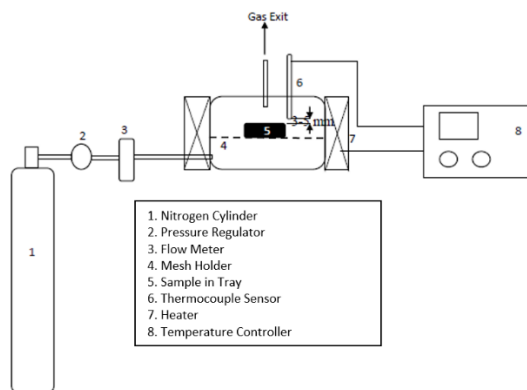 Gas Exit
6
3-5 mm
2
3
5
4
7
8
1
1. Nitrogen Cylinder
2. Pressure Regulator
3. Flow Meter
4. Mesh Holder
5. Sample in Tray
6. Thermocouple Sensor
7. Heater
8. Temperature Controller